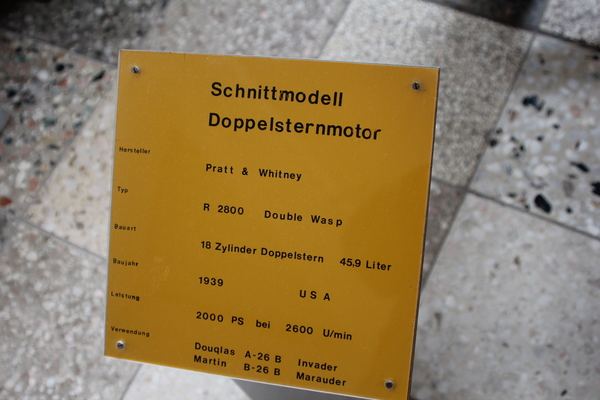 Schnittmodell
Doppelsternmotor
Hersteller Pratt & Whitney
Typ R 2800 Double Wasp
Bauart 18 Zylinder Doppelstern 45.9 Liter
Baujahr 1939 USA
Leistung 2000 PS bei 2600 U/min
Verwendung Douglas A-26 B Invader
Martin B-26 B Marauder